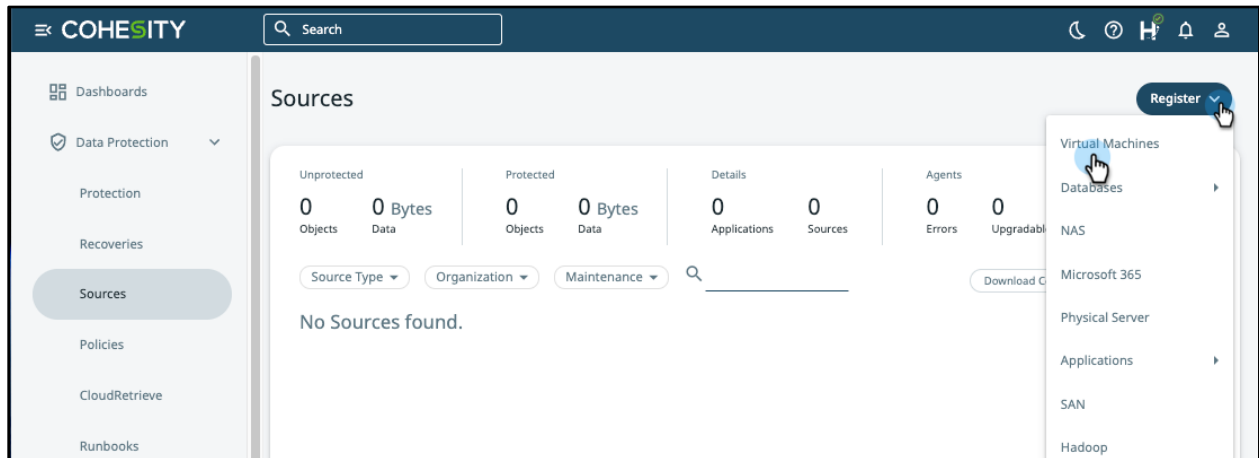 COHESITY
Search
Dashboards
Data Protection
Protection
Recoveries
Sources
Policies
CloudRetrieve
Runbooks
Sources
Register
Unprotected
0 0 Bytes
Objects Data
Protected
0 0 Bytes
Objects Data
Details
0 0
Applications Sources
Agents
0 0
Errors Upgradabl
Source Type Organization Maintenance
Download C
No Sources found.
Virtual Machines
Databases
NAS
Microsoft 365
Physical Server
Applications
SAN
Hadoop